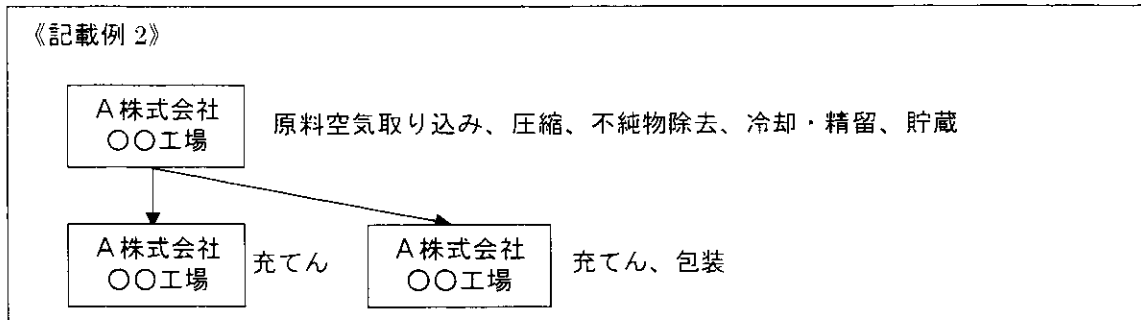 《記載例 2》
A株式会社
○○工場
原料空気取り込み、圧縮、不純物除去、冷却・精留、貯蔵
A株式会社
○○工場
充てん
A株式会社
○○工場
充てん、包装